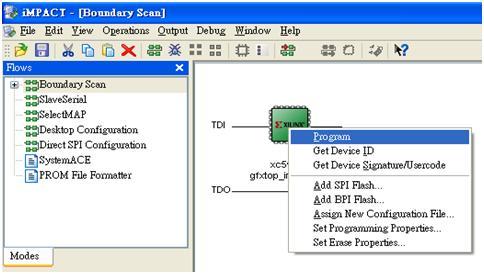 iMPACT - [Boundary Scan]
File Edit View Operations Output Debug Window Help
Flows
Boundary Scan
SlaveSerial
SelectMAP
Desktop Configuration
Direct SPI Configuration
SystemACE
PROM File Formatter
Modes
TDI
XILINX
TDO
Program
Get Device ID
Get Device Signature/Usercode
Add SPI Flash...
Add BPI Flash...
Assign New Configuration File...
Set Programming Properties...
Set Erase Properties...